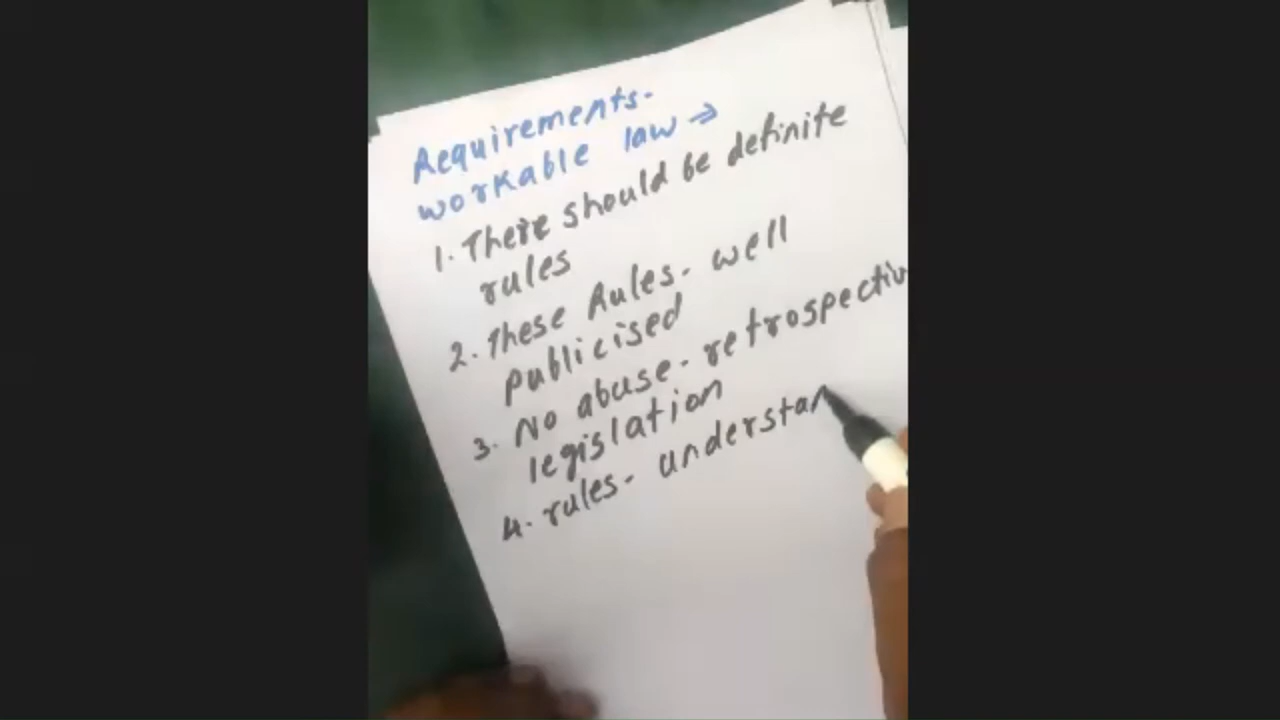 Requirements-
workable law ⇒
1. There should be definite
rules
2. These Rules - well
publicised
3. No abuse - retrospectiv
legislation
4. rules - understan